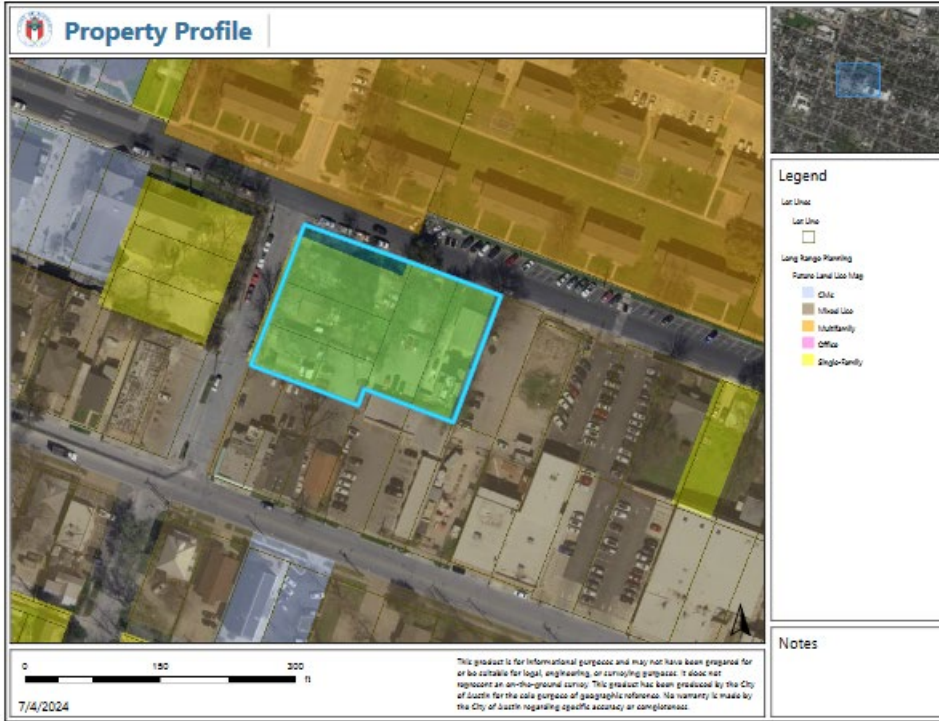 Property Profile
Legend
Lot Lines
Lot Line
Long Range Planning
Future Land Use Map
Civic
Mixed Use
Multifamily
Office
Single-Family
0 150 300
ft
7/4/2024
This product is for informational purposes and may not have been prepared for
or be suitable for legal, engineering, or surveying purposes. It does not
represent an on-the-ground survey. This product has been produced by the City
of Austin for the sole purpose of geographic reference. No warranty is made by
the City of Austin regarding specific accuracy or completeness.
Notes